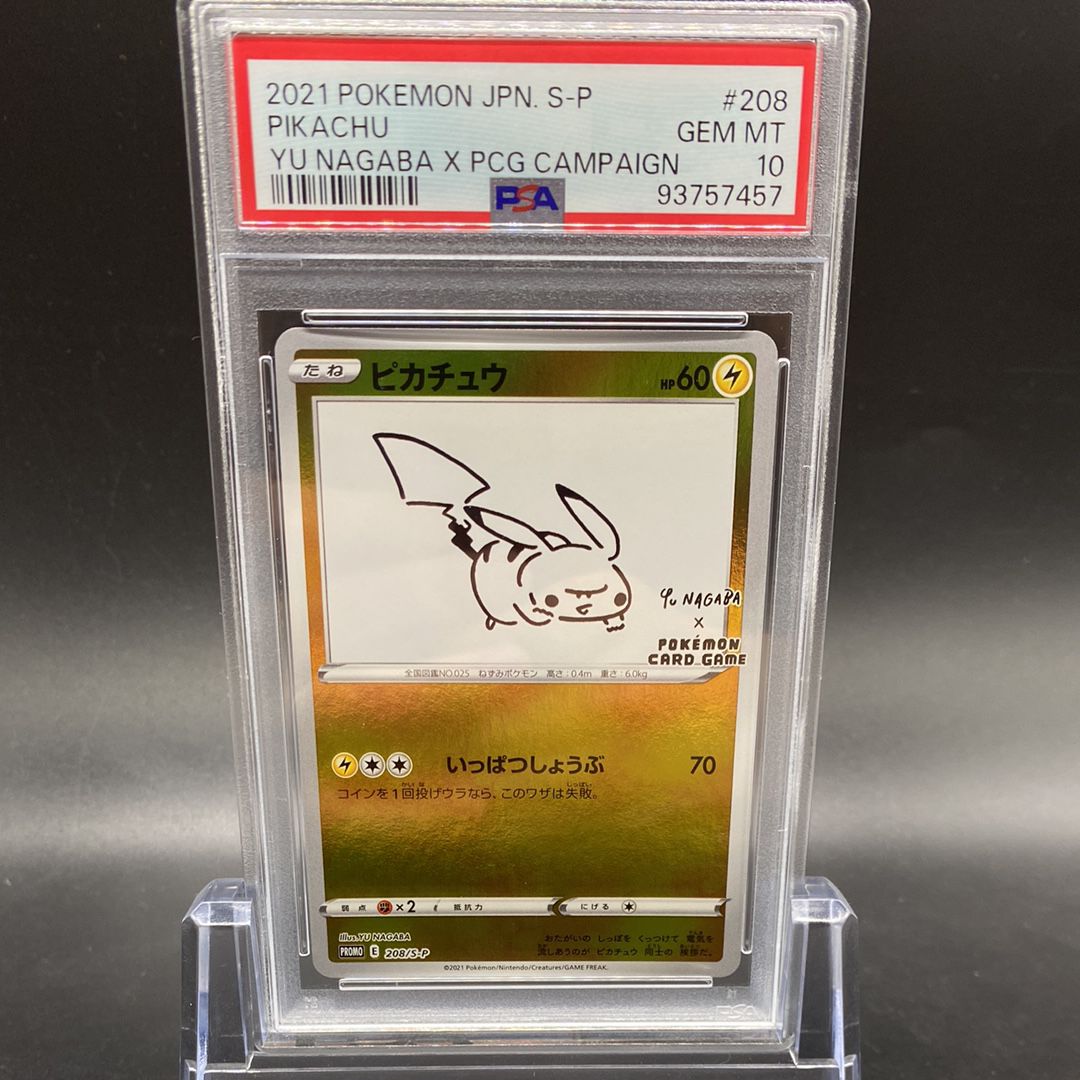 2021 POKEMON JPN. S-P #208
PIKACHU GEM MT
YU NAGABA X PCG CAMPAIGN 10
PSA 93757457
たね ピカチュウ HP60
Yu NAGABA
X
POKÉMON
CARD GAME
全国図鑑NO.025 ねずみポケモン 高さ:0.4m 重さ:6.0kg
いっぱつしょうぶ 70
コインを1回投げウラなら、このワザは失敗。
弱点 ×2 抵抗力 にげる
illus.YU NAGABA
PROMO E 208/S-P
おたがいの しっぽを くっつけて 電気を
流しあうのが ピカチュウ 同士の 挨拶だ。
©2021 Pokémon/Nintendo/Creatures/GAME FREAK.